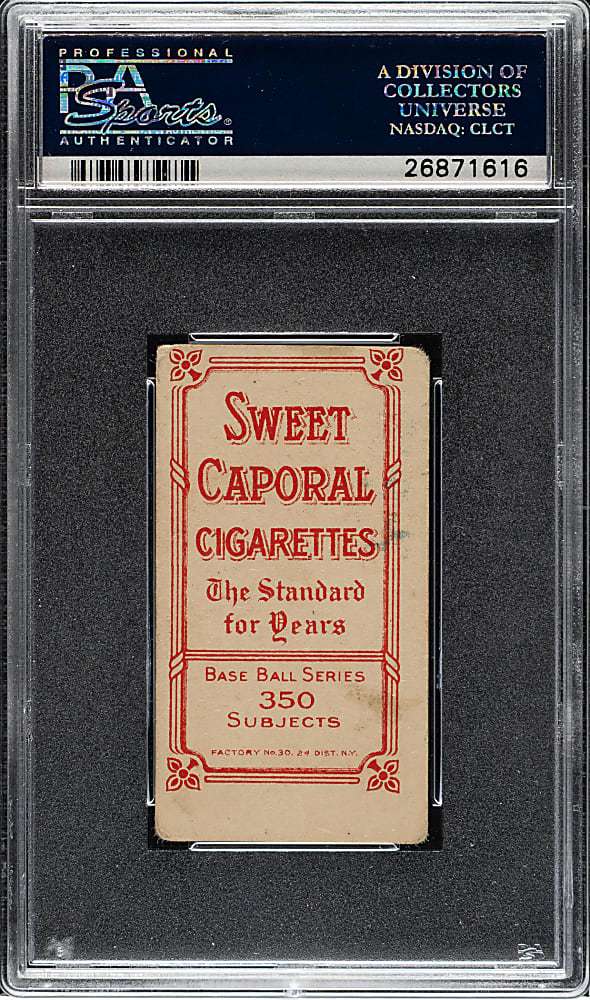 PROFESSIONAL
PSA
Sports®
AUTHENTICATOR
A DIVISION OF
COLLECTORS
UNIVERSE
NASDAQ: CLCT
26871616
SWEET
CAPORAL
CIGARETTES
The Standard
for Years
BASE BALL SERIES
350
SUBJECTS
FACTORY No. 30, 2d DIST. N.Y.
PSA